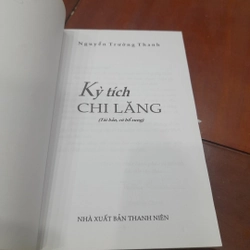 Nguyễn Trường Thanh
Kỳ tích
CHI LĂNG
(Tái bản, có bổ sung)
NHÀ XUẤT BẢN THANH NIÊN